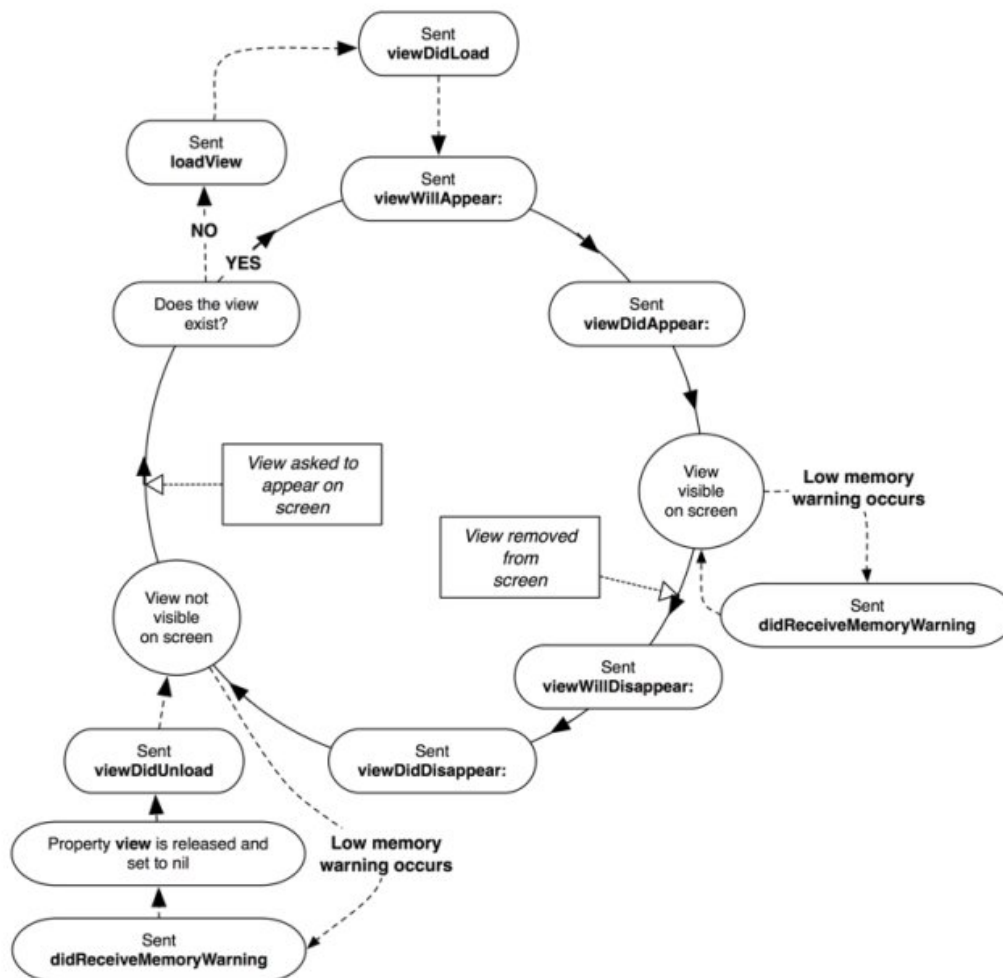 Sent
viewDidLoad
Sent
loadView
Sent
viewWillAppear:
NO
YES
Does the view
exist?
Sent
viewDidAppear:
View asked to
appear on
screen
View
visible
on screen
Low memory
warning occurs
View removed
from
screen
Sent
didReceiveMemoryWarning
View not
visible
on screen
Sent
viewWillDisappear:
Sent
viewDidDisappear:
Sent
viewDidUnload
Property view is released and
set to nil
Low memory
warning occurs
Sent
didReceiveMemoryWarning